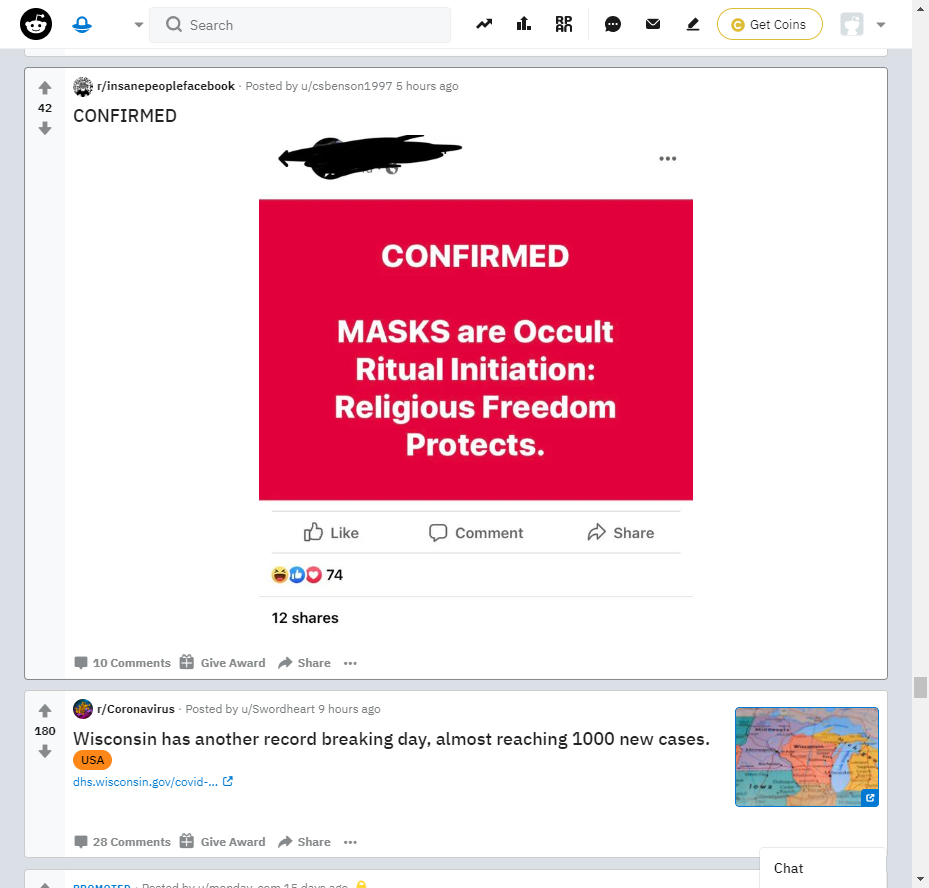 Search
Get Coins
r/insanepeoplefacebook · Posted by u/csbenson1997 5 hours ago
42
CONFIRMED
CONFIRMED
MASKS are Occult
Ritual Initiation:
Religious Freedom
Protects.
Like Comment Share
74
12 shares
10 Comments Give Award Share
r/Coronavirus · Posted by u/Swordheart 9 hours ago
180
Wisconsin has another record breaking day, almost reaching 1000 new cases.
USA
dhs.wisconsin.gov/covid-...
Wisconsin
Iowa
28 Comments Give Award Share
Chat
PROMOTED · Posted by u/monday_com 15 days ago